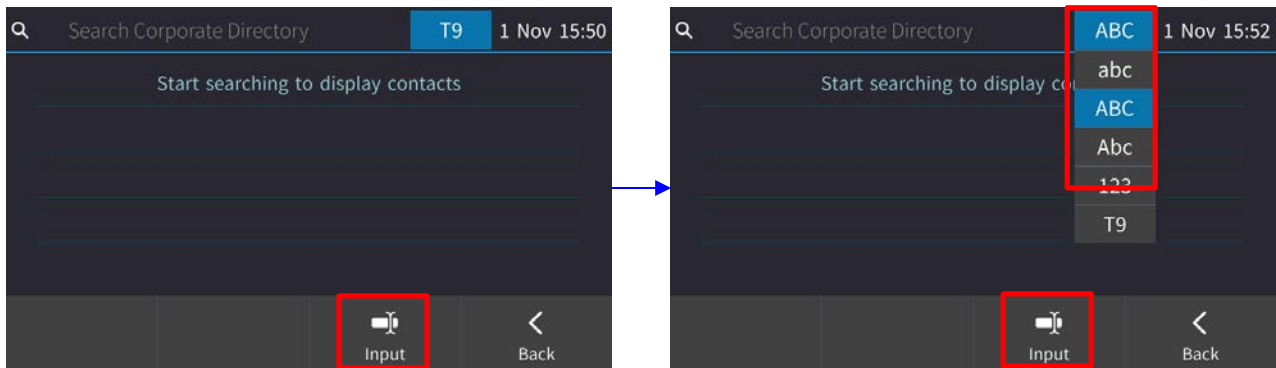 Search Corporate Directory T9 1 Nov 15:50
Start searching to display contacts
Input Back
Search Corporate Directory ABC 1 Nov 15:52
abc
Start searching to display
ABC
Abc
123
T9
Input Back